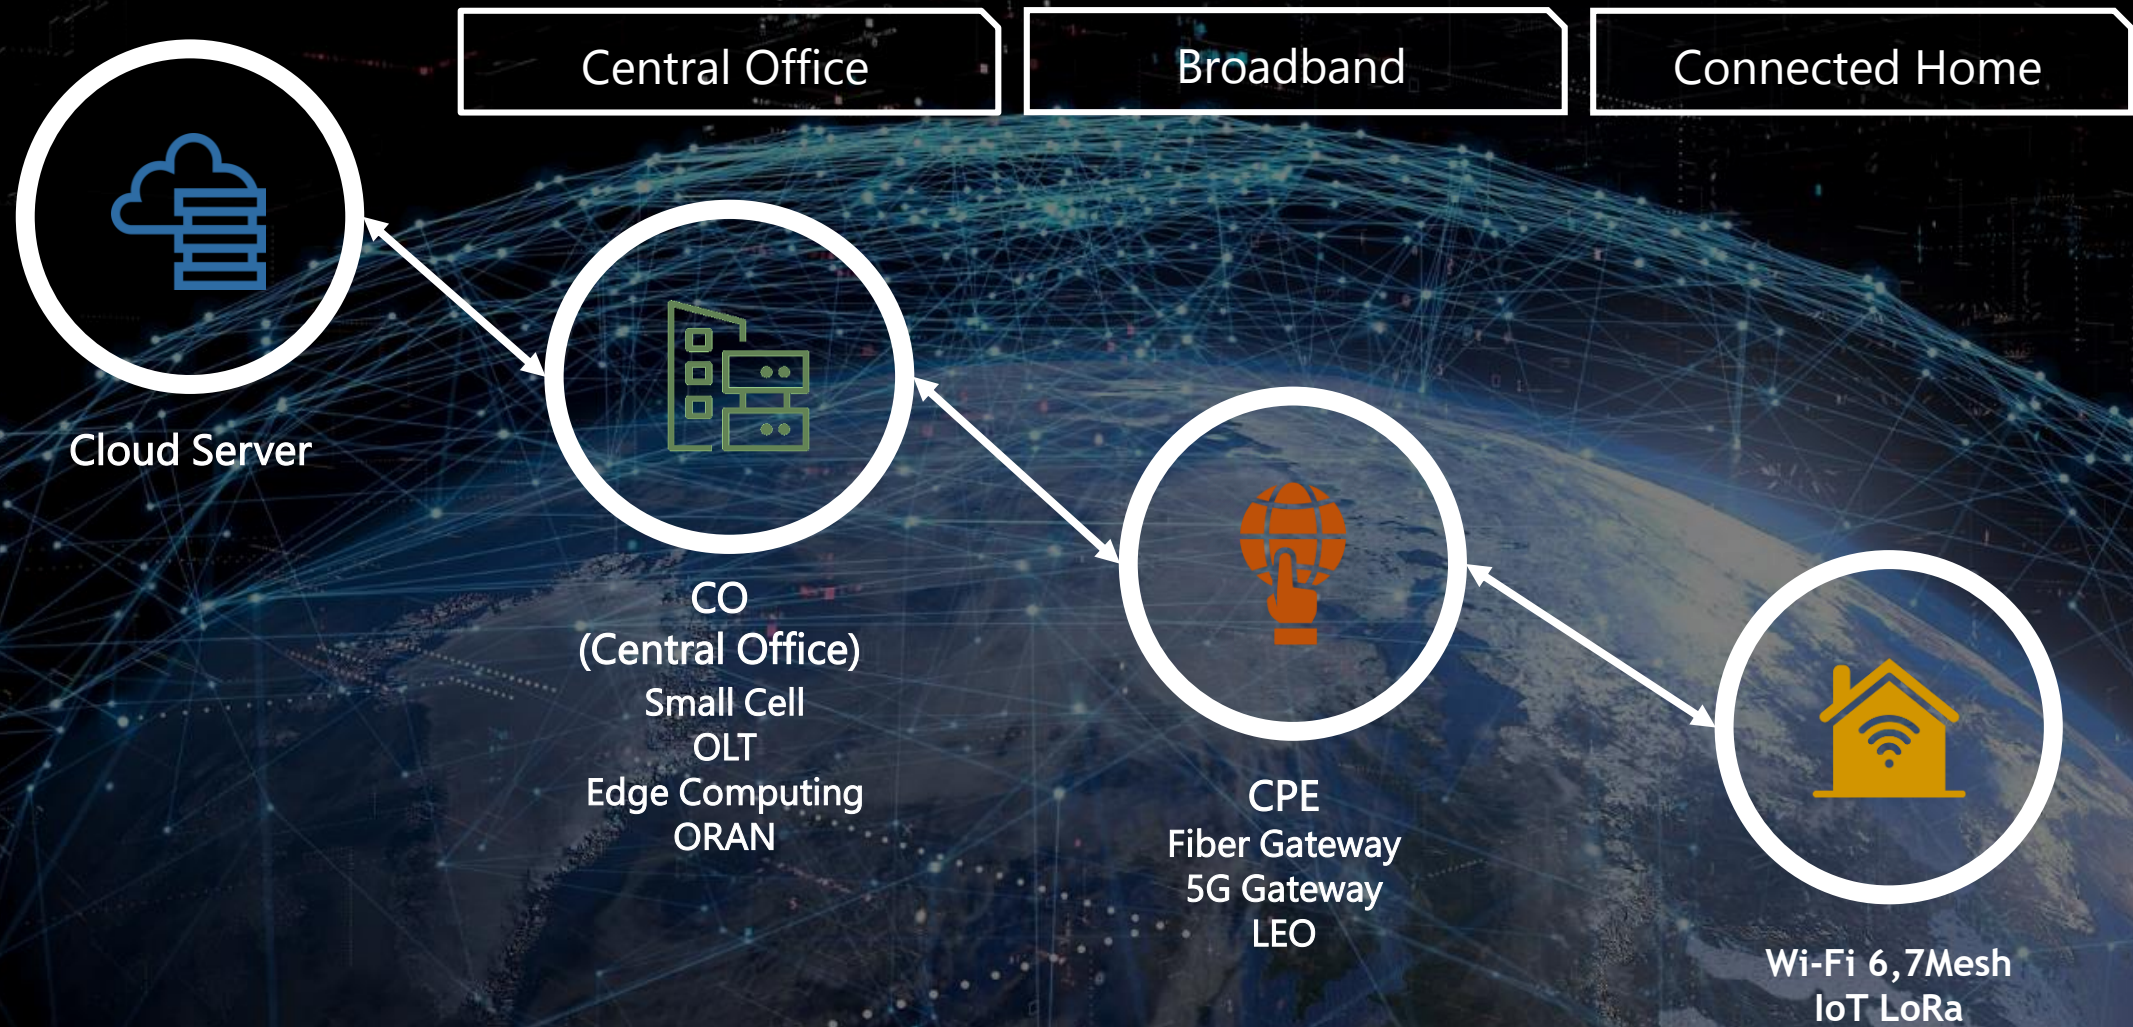 Central Office
Broadband
Connected Home
Cloud Server
CO
(Central Office)
Small Cell
OLT
Edge Computing
ORAN
CPE
Fiber Gateway
5G Gateway
LEO
Wi-Fi 6,7Mesh
IoT LoRa